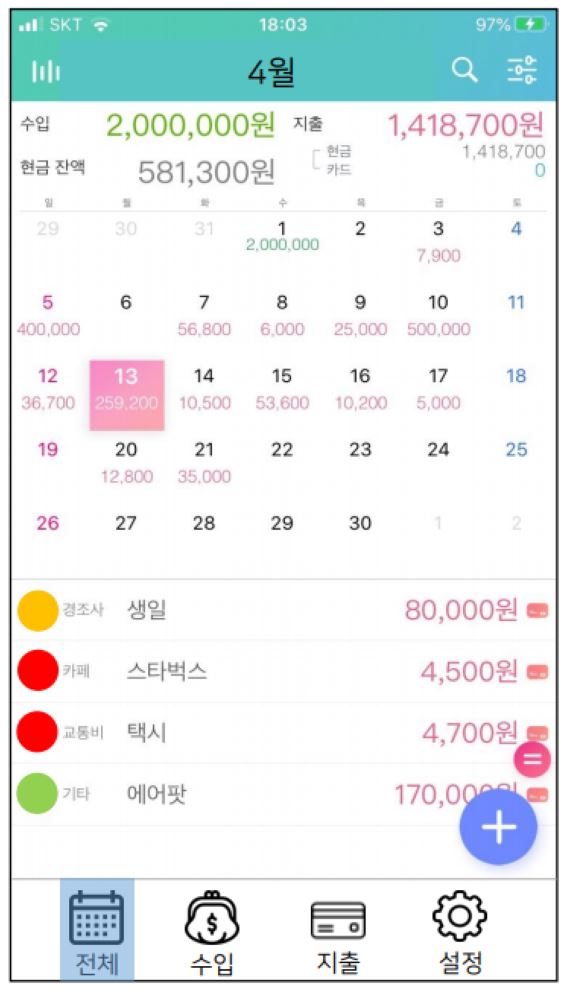 SKT 18:03 97%
4월
수입 2,000,000원 지출 1,418,700원
현금 잔액 581,300원 현금 1,418,700
카드 0
일 월 화 수 목 금 토
29 30 31 1 2 3 4
2,000,000 7,900
5 6 7 8 9 10 11
400,000 56,800 6,000 25,000 500,000
12 13 14 15 16 17 18
36,700 259,200 10,500 53,600 10,200 5,000
19 20 21 22 23 24 25
12,800 35,000
26 27 28 29 30 1 2
경조사 생일 80,000원
카페 스타벅스 4,500원
교통비 택시 4,700원
=
기타 에어팟 170,000원
+
전체 수입 지출 설정